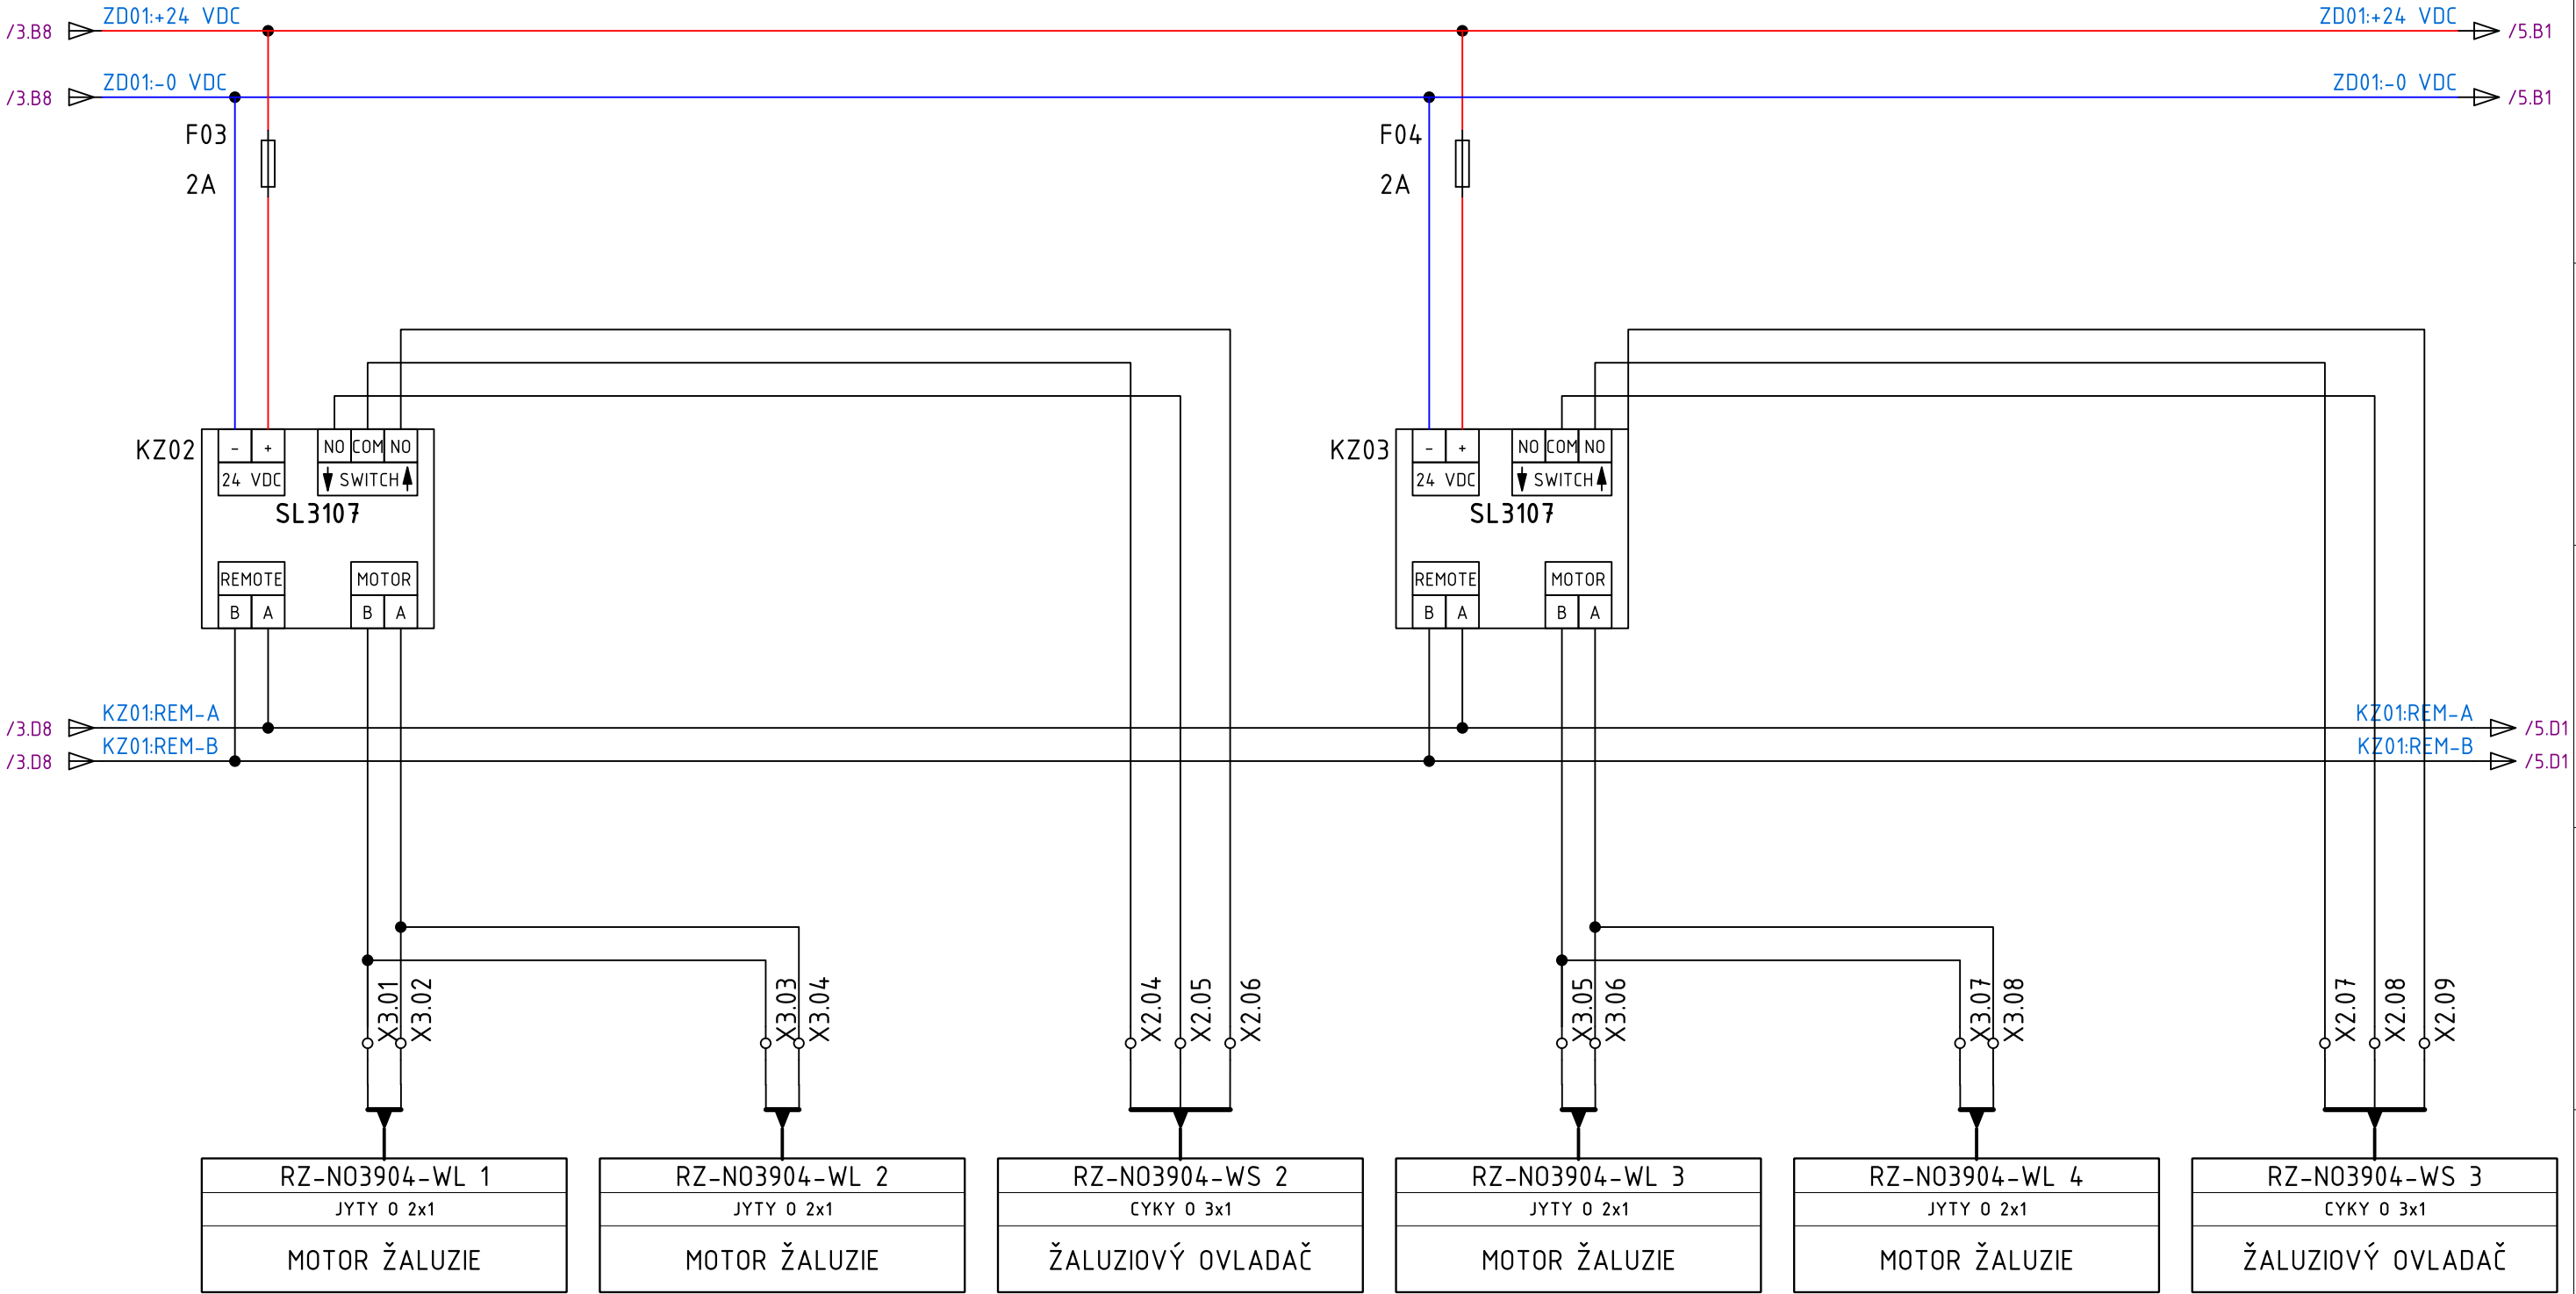 ZD01:+24 VDC ZD01:+24 VDC
/3.B8 /5.B1
ZD01:-0 VDC ZD01:-0 VDC
/3.B8 /5.B1
F03 F04
2A 2A
KZ02 - + NO COM NO KZ03 - + NO COM NO
24 VDC SWITCH 24 VDC SWITCH
SL3107 SL3107
REMOTE MOTOR REMOTE MOTOR
B A B A B A B A
KZ01:REM-A KZ01:REM-A
/3.D8 /5.D1
KZ01:REM-B KZ01:REM-B
/3.D8 /5.D1
X3.01 X3.02 X3.03 X3.04 X2.04 X2.05 X2.06 X3.05 X3.06 X3.07 X3.08 X2.07 X2.08 X2.09
RZ-NO3904-WL 1 RZ-NO3904-WL 2 RZ-NO3904-WS 2 RZ-NO3904-WL 3 RZ-NO3904-WL 4 RZ-NO3904-WS 3
JYTY O 2x1 JYTY O 2x1 CYKY O 3x1 JYTY O 2x1 JYTY O 2x1 CYKY O 3x1
MOTOR ŽALUZIE MOTOR ŽALUZIE ŽALUZIOVÝ OVLADAČ MOTOR ŽALUZIE MOTOR ŽALUZIE ŽALUZIOVÝ OVLADAČ